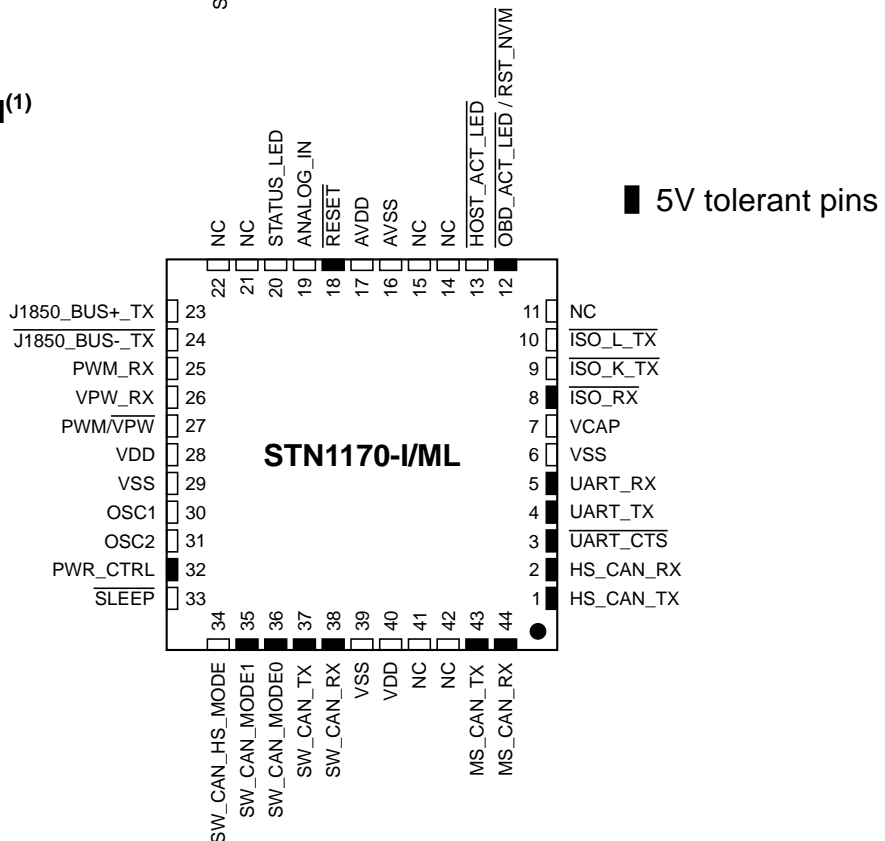 (1)
5V tolerant pins
NC
NC
STATUS_LED
ANALOG_IN
RESET
AVDD
AVSS
NC
NC
HOST_ACT_LED
OBD_ACT_LED / RST_NVM
22
21
20
19
18
17
16
15
14
13
12
J1850_BUS+_TX 23
J1850_BUS-_TX 24
PWM_RX 25
VPW_RX 26
PWM/VPW 27
VDD 28
VSS 29
OSC1 30
OSC2 31
PWR_CTRL 32
SLEEP 33
STN1170-I/ML
11 NC
10 ISO_L_TX
9 ISO_K_TX
8 ISO_RX
7 VCAP
6 VSS
5 UART_RX
4 UART_TX
3 UART_CTS
2 HS_CAN_RX
1 HS_CAN_TX
34
35
36
37
38
39
40
41
42
43
44
SW_CAN_HS_MODE
SW_CAN_MODE1
SW_CAN_MODE0
SW_CAN_TX
SW_CAN_RX
VSS
VDD
NC
NC
MS_CAN_TX
MS_CAN_RX